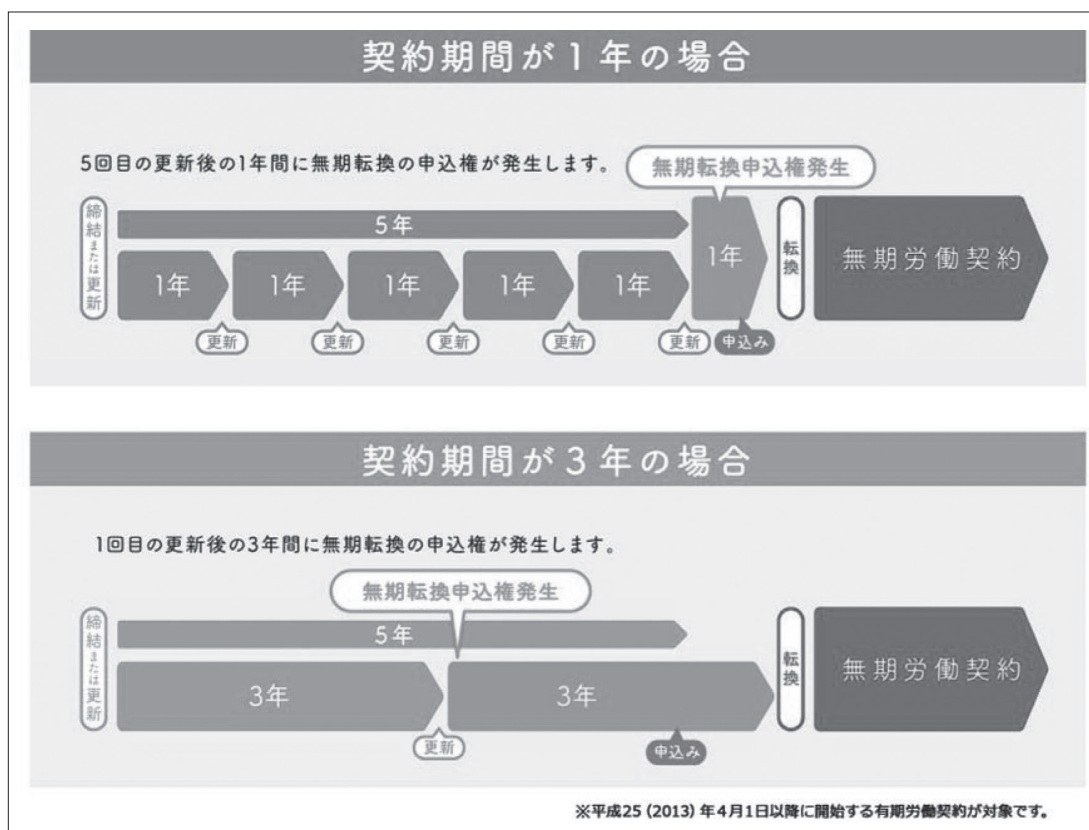 契約期間が1年の場合
5回目の更新後の1年間に無期転換の申込権が発生します。
無期転換申込権発生
締結または更新
5年
1年
1年
1年
1年
1年
1年
更新
更新
更新
更新
更新
申込み
転換
無期労働契約
契約期間が3年の場合
1回目の更新後の3年間に無期転換の申込権が発生します。
無期転換申込権発生
締結または更新
5年
3年
3年
更新
申込み
転換
無期労働契約
※平成25(2013)年4月1日以降に開始する有期労働契約が対象です。